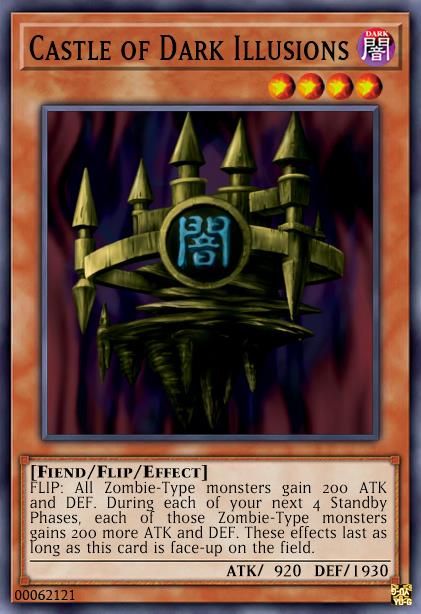 Castle of Dark Illusions
DARK
闇
闇
[Fiend/Flip/Effect]
FLIP: All Zombie-Type monsters gain 200 ATK
and DEF. During each of your next 4 Standby
Phases, each of those Zombie-Type monsters
gains 200 more ATK and DEF. These effects last as
long as this card is face-up on the field.
ATK/ 920 DEF/1930
00062121